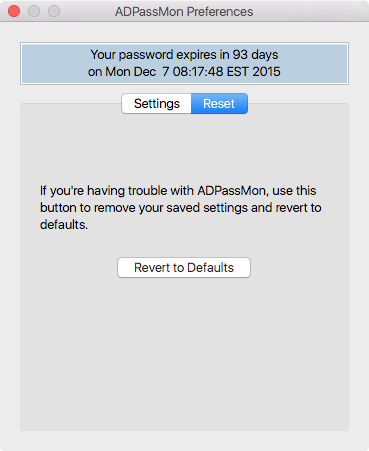 ADPassMon Preferences
Your password expires in 93 days
on Mon Dec  7 08:17:48 EST 2015
Settings Reset
If you're having trouble with ADPassMon, use this
button to remove your saved settings and revert to
defaults.
Revert to Defaults